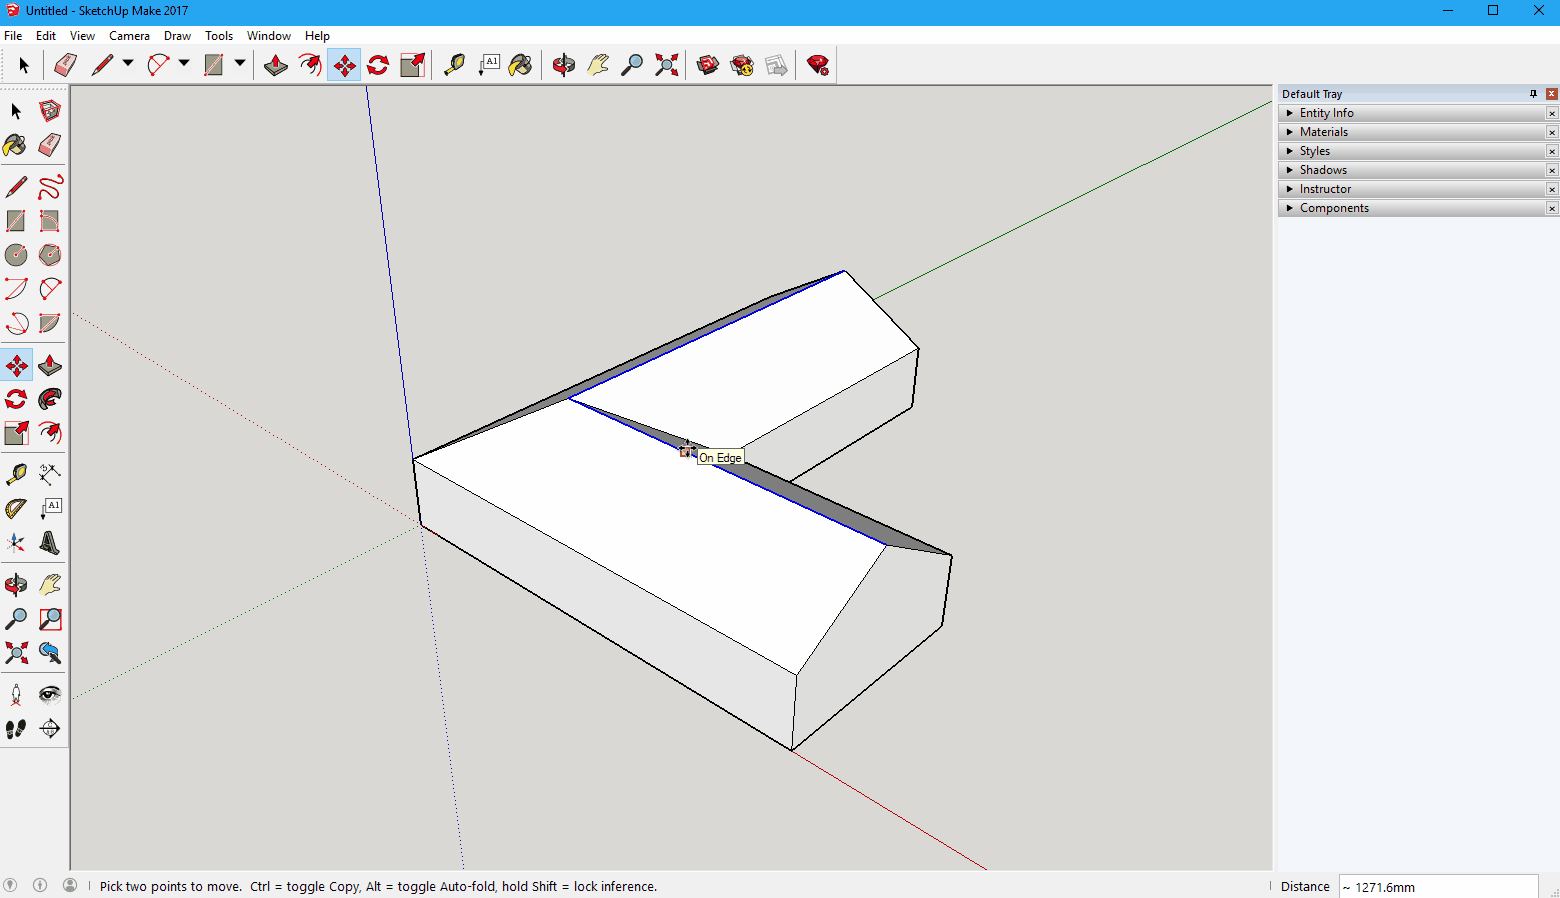 Untitled - SketchUp Make 2017
File Edit View Camera Draw Tools Window Help
A1
Default Tray
Entity Info
Materials
Styles
Shadows
Instructor
Components
A1
On Edge
Pick two points to move. Ctrl = toggle Copy, Alt = toggle Auto-fold, hold Shift = lock inference.
Distance ~ 1271.6mm